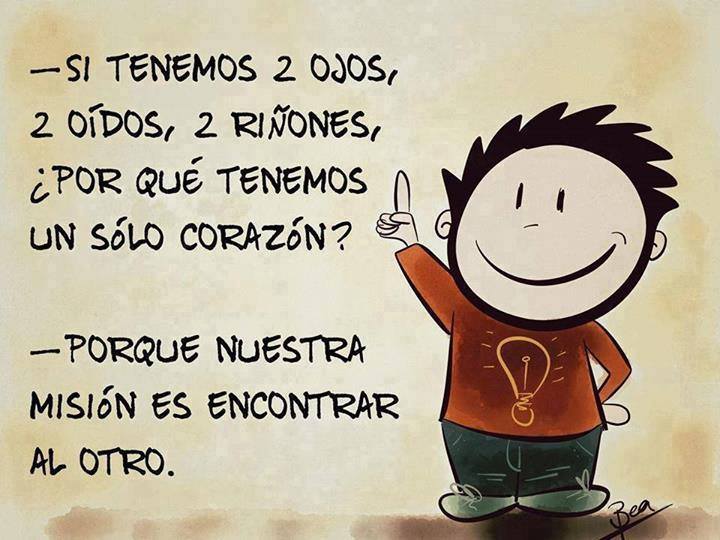 —SI TENEMOS 2 OJOS,
2 OÍDOS, 2 RIÑONES,
¿POR QUÉ TENEMOS
UN SÓLO CORAZÓN?
—PORQUE NUESTRA
MISIÓN ES ENCONTRAR
AL OTRO.
Bea